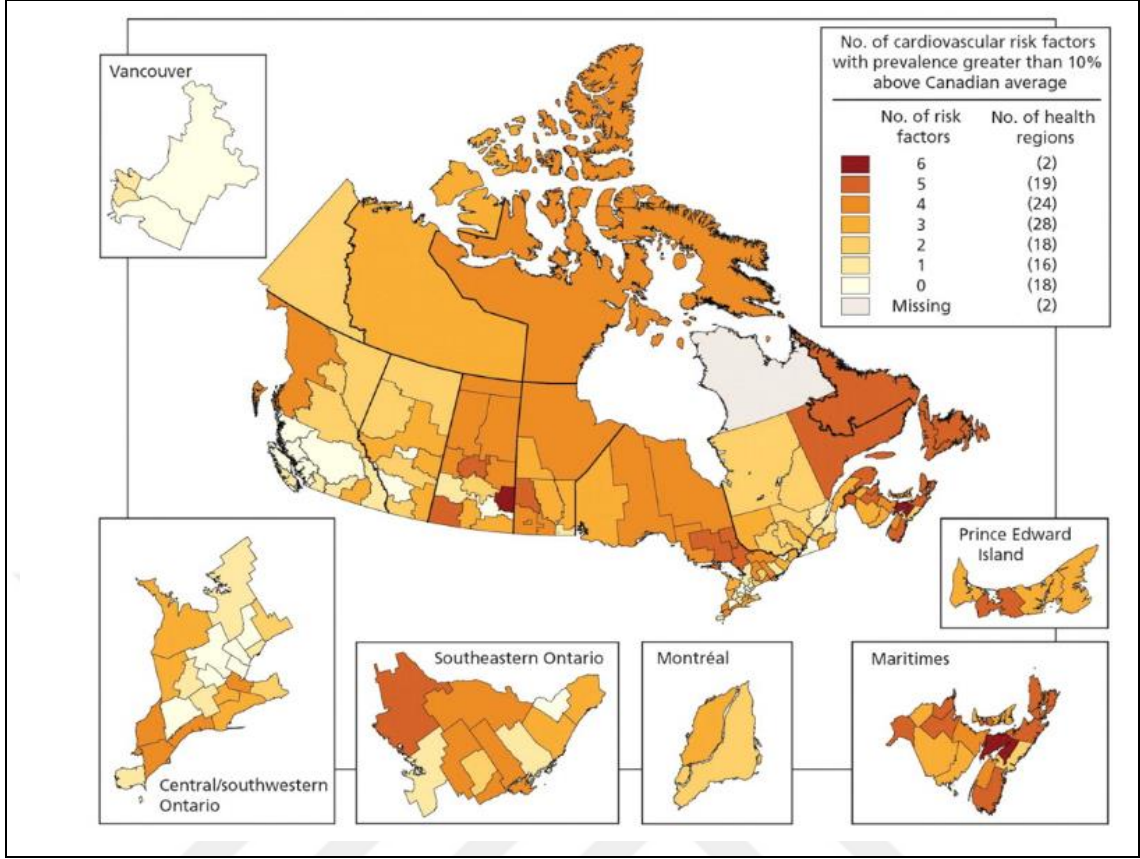 Vancouver
No. of cardiovascular risk factors
with prevalence greater than 10%
above Canadian average
No. of risk factors
No. of health regions
6 (2)
5 (19)
4 (24)
3 (28)
2 (18)
1 (16)
0 (18)
Missing (2)
Prince Edward
Island
Central/southwestern
Ontario
Southeastern Ontario
Montréal
Maritimes